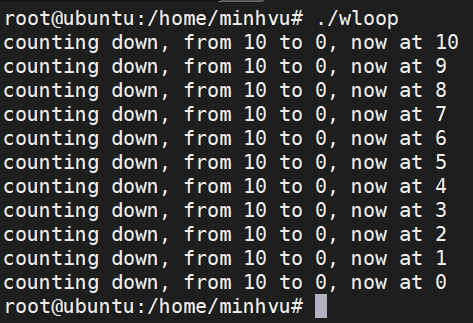 root@ubuntu:/home/minhvu# ./wloop
counting down, from 10 to 0, now at 10
counting down, from 10 to 0, now at 9
counting down, from 10 to 0, now at 8
counting down, from 10 to 0, now at 7
counting down, from 10 to 0, now at 6
counting down, from 10 to 0, now at 5
counting down, from 10 to 0, now at 4
counting down, from 10 to 0, now at 3
counting down, from 10 to 0, now at 2
counting down, from 10 to 0, now at 1
counting down, from 10 to 0, now at 0
root@ubuntu:/home/minhvu#